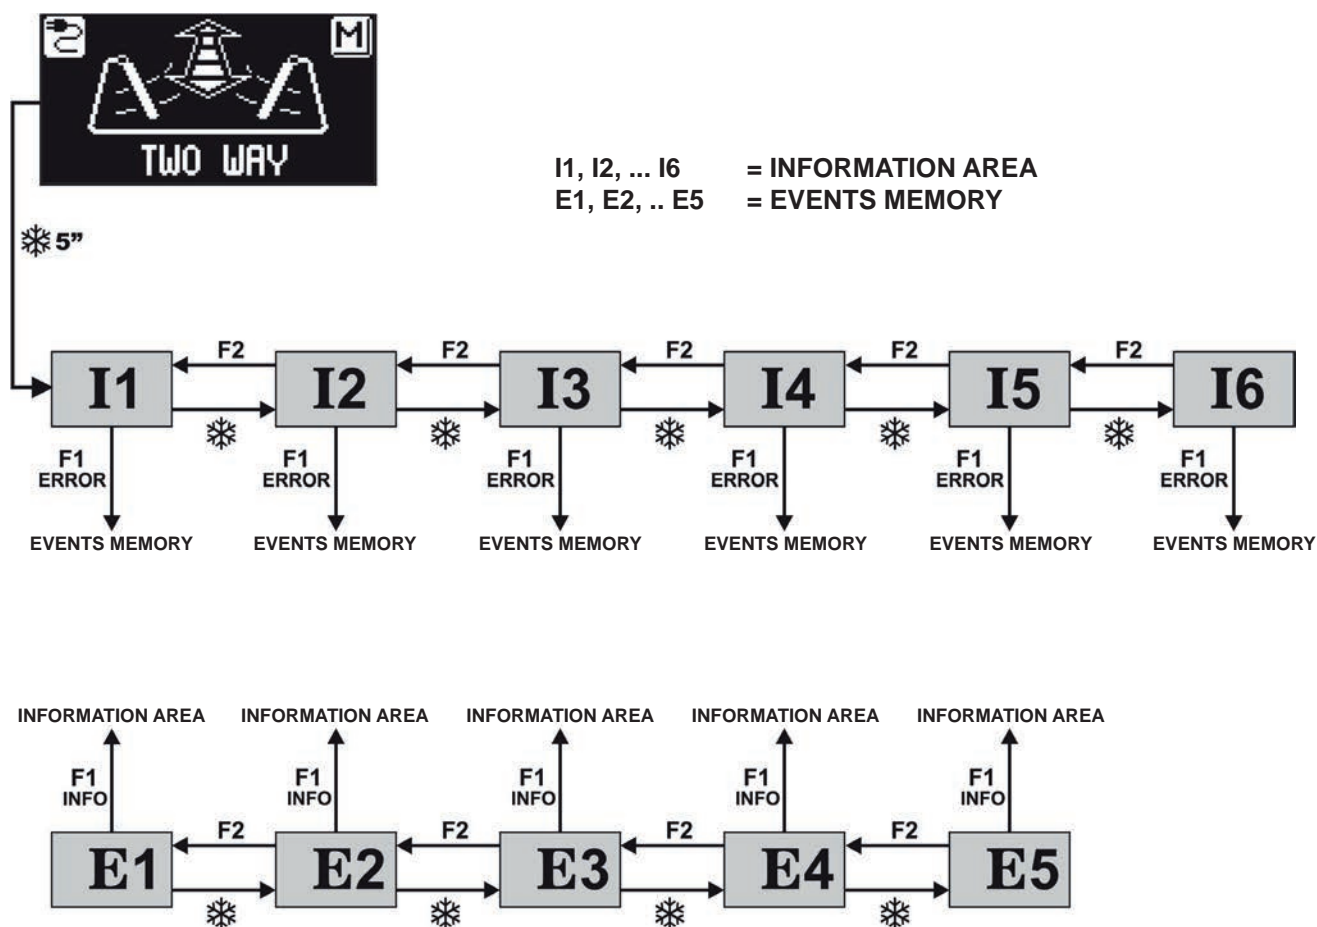 M
TWO WAY
I1, I2, ... I6 = INFORMATION AREA
E1, E2, .. E5 = EVENTS MEMORY
5”
F2 F2 F2 F2 F2
I1 I2 I3 I4 I5 I6
F1 F1 F1 F1 F1 F1
ERROR ERROR ERROR ERROR ERROR ERROR
EVENTS MEMORY EVENTS MEMORY EVENTS MEMORY EVENTS MEMORY EVENTS MEMORY EVENTS MEMORY
INFORMATION AREA INFORMATION AREA INFORMATION AREA INFORMATION AREA INFORMATION AREA
F1 F1 F1 F1 F1
INFO INFO INFO INFO INFO
F2 F2 F2 F2
E1 E2 E3 E4 E5